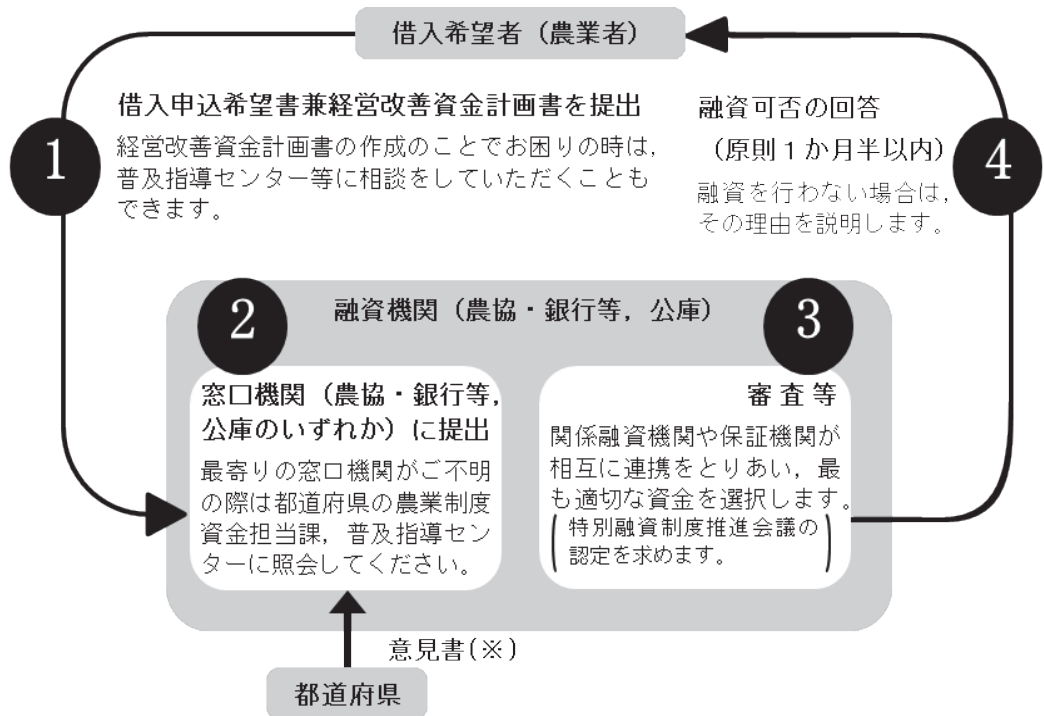 借入希望者（農業者）
1
借入申込希望書兼経営改善資金計画書を提出
経営改善資金計画書の作成のことでお困りの時は，
普及指導センター等に相談をしていただくことも
できます。
融資可否の回答
（原則１か月半以内）
融資を行わない場合は，
その理由を説明します。
4
融資機関（農協・銀行等，公庫）
2
窓口機関（農協・銀行等，
公庫のいずれか）に提出
最寄りの窓口機関がご不明
の際は都道府県の農業制度
資金担当課，普及指導セン
ターに照会してください。
3
審査等
関係融資機関や保証機関が
相互に連携をとりあい，最
も適切な資金を選択します。
（特別融資制度推進会議の
認定を求めます。）
意見書(※)
都道府県